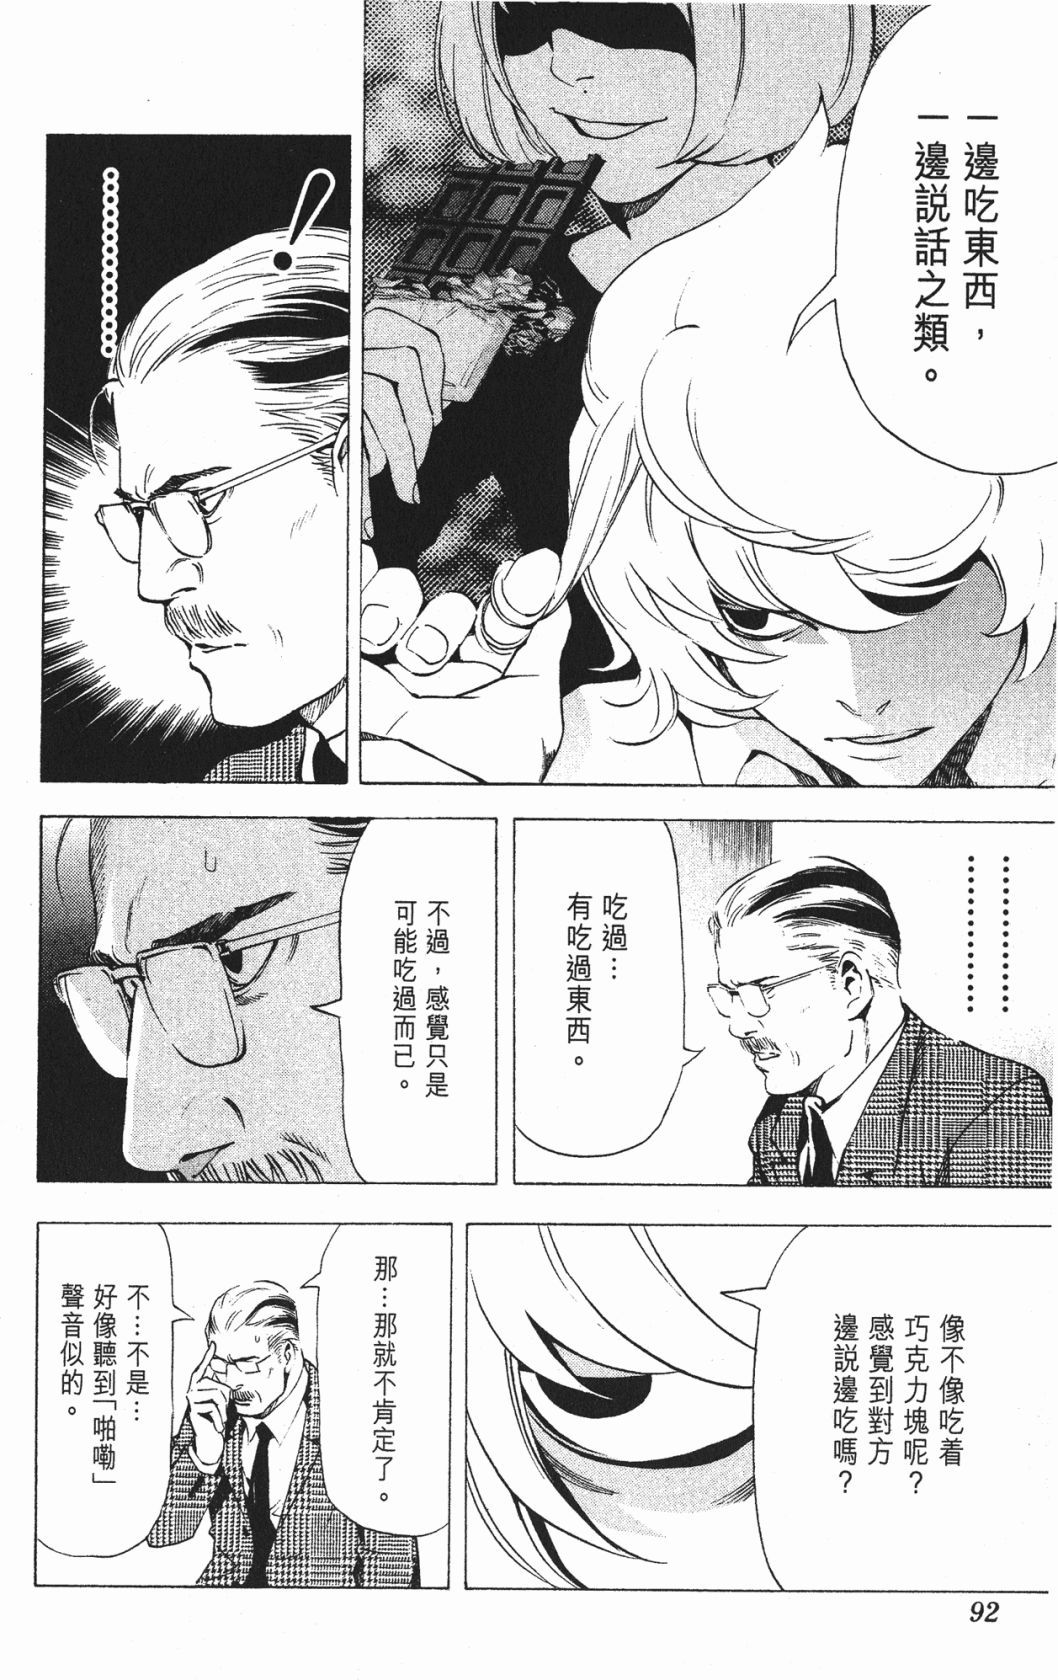 一邊吃東西，
一邊說話之類。
！
吃過…
有吃過東西。
不過，感覺只是
可能吃過而已。
像不像吃着
巧克力塊呢？
感覺到對方
邊說邊吃嗎？
那…那就不肯定了。
不…不是…
好像聽到「啪嘞」
聲音似的。
92